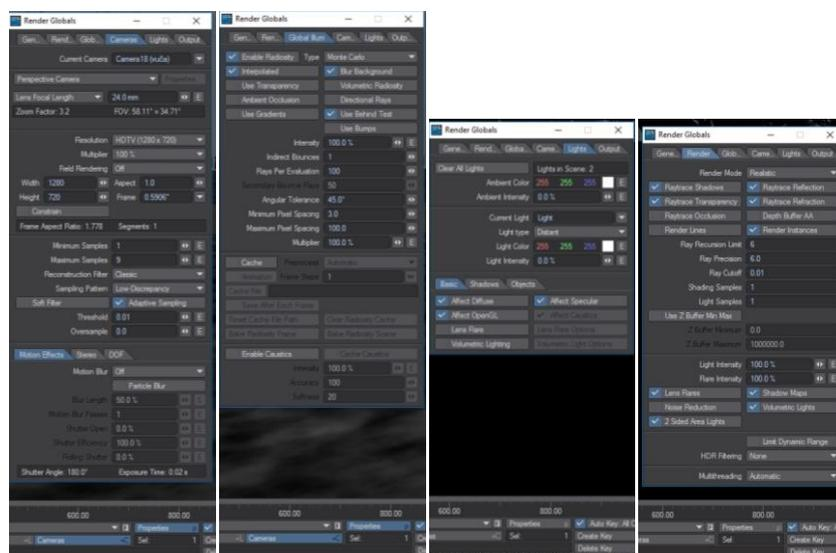 Render Globals
Gen... Rend... Glob... Cameras Lights Output
Current Camera Camera18 (vuča)
Perspective Camera Properties
Lens Focal Length 24.0 mm E
Zoom Factor: 3.2 FOV: 58.11° × 34.71°
Resolution HDTV (1280 x 720)
Multiplier 100 %
Field Rendering Off
Width 1280 Aspect 1.0
Height 720 Frame 0.5906"
Constrain
Frame Aspect Ratio: 1.778 Segments: 1
Minimum Samples 1 E
Maximum Samples 9 E
Reconstruction Filter Classic
Sampling Pattern Low-Discrepancy
Soft Filter Adaptive Sampling
Threshold 0.01 E
Oversample 0.0 E
Motion Effects Stereo DOF
Motion Blur Off
Particle Blur
Blur Length 50.0 % E
Motion Blur Passes 1 E
Shutter Open 0.0 % E
Shutter Efficiency 100.0 % E
Rolling Shutter 0.0 % E
Shutter Angle: 180.0° Exposure Time: 0.02 s
600.00 800.00
Properties
Cameras Sel: 1
Render Globals
Gen... Ren... Global Illum Cam... Lights Outp...
Enable Radiosity Type Monte Carlo
Interpolated Blur Background
Use Transparency Volumetric Radiosity
Ambient Occlusion Directional Rays
Use Gradients Use Behind Test
Use Bumps
Intensity 100.0 % E
Indirect Bounces 1
Rays Per Evaluation 100
Secondary Bounce Rays 50
Angular Tolerance 45.0°
Minimum Pixel Spacing 3.0
Maximum Pixel Spacing 100.0
Multiplier 100.0 % E
Cache Preprocess Automatic
Animation Frame Steps 1
Cache File
Save After Each Frame
Reset Cache File Path Clear Radiosity Cache
Bake Radiosity Frame Bake Radiosity Scene
Enable Caustics Cache Caustics
Intensity 100.0 % E
Accuracy 100
Softness 20
600.00 800.00
Properties
Cameras Sel: 1
Render Globals
Gene... Rend... Globa... Came... Lights Output
Clear All Lights Lights in Scene: 2
Ambient Color 255 255 255 E
Ambient Intensity 0.0 % E
Current Light Light
Light type Distant
Light Color 255 255 255 E
Light Intensity 0.0 % E
Basic Shadows Objects
Affect Diffuse Affect Specular
Affect OpenGL Affect Caustics
Lens Flare Lens Flare Options
Volumetric Lighting Volumetric Light Options
600.00 800.00
Properties Auto Key: All C
Sel: 1 Create Key
Delete Key
Render Globals
Gene... Render Glob... Came... Lights Output
Render Mode Realistic
Raytrace Shadows Raytrace Reflection
Raytrace Transparency Raytrace Refraction
Raytrace Occlusion Depth Buffer AA
Render Lines Render Instances
Ray Recursion Limit 6
Ray Precision 6.0
Ray Cutoff 0.01
Shading Samples 1
Light Samples 1
Use Z Buffer Min Max
Z Buffer Minimum 0.0
Z Buffer Maximum 1000000.0
Light Intensity 100.0 % E
Flare Intensity 100.0 % E
Lens Flares Shadow Maps
Noise Reduction Volumetric Lights
2 Sided Area Lights
Limit Dynamic Range
HDR Filtering None
Multithreading Automatic
600.00 800.00
Properties Auto Key:
Sel: 1 Create Key
Delete Key